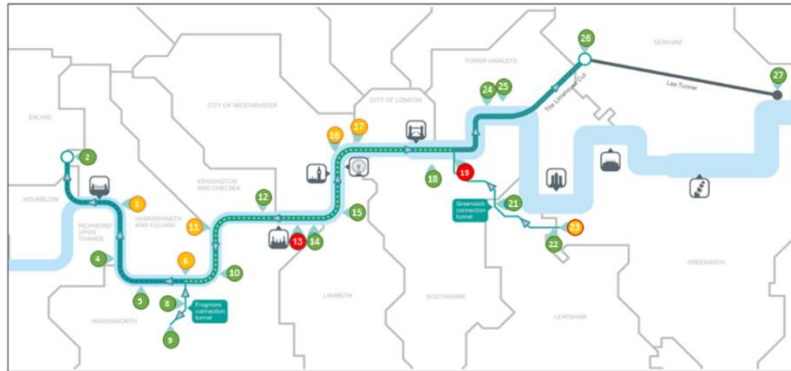 26
NEWHAM
27
TOWER HAMLETS
24
25
Lee Tunnel
The Limehouse Cut
CITY OF WESTMINSTER
CITY OF LONDON
17
16
EALING
2
KENSINGTON
AND CHELSEA
18
19
12
HOUNSLOW
HAMMERSMITH
AND FULHAM
15
21
Greenwich
connection
tunnel
RICHMOND
UPON
THAMES
11
13
14
23
22
4
6
10
GREENWICH
5
8
Frogmore
connection
tunnel
LAMBETH
SOUTHWARK
LEWISHAM
WANDSWORTH
9